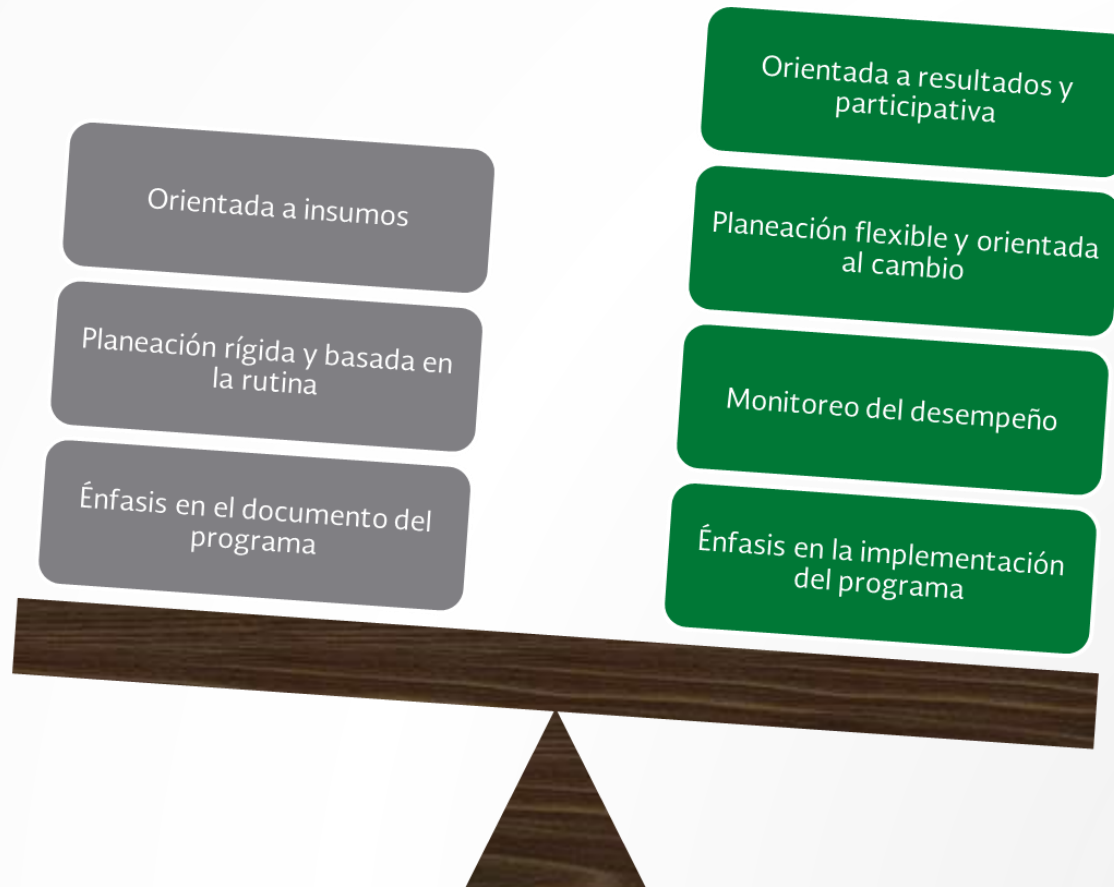 Orientada a insumos
Planeación rígida y basada en
la rutina
Énfasis en el documento del
programa
Orientada a resultados y
participativa
Planeación flexible y orientada
al cambio
Monitoreo del desempeño
Énfasis en la implementación
del programa